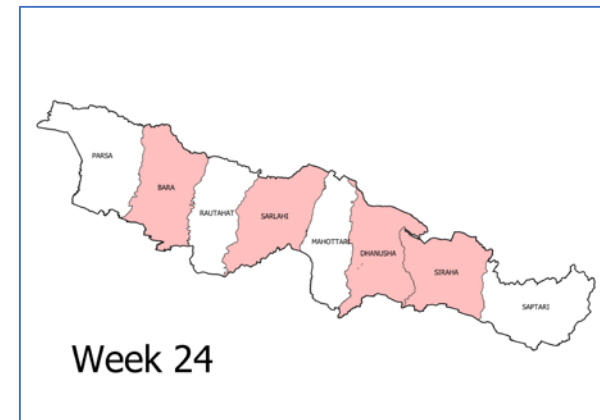 PARSA
BARA
RAUTAHAT
SARLAHI
MAHOTTARI
DHANUSHA
SIRAHA
SAPTARI
Week 24